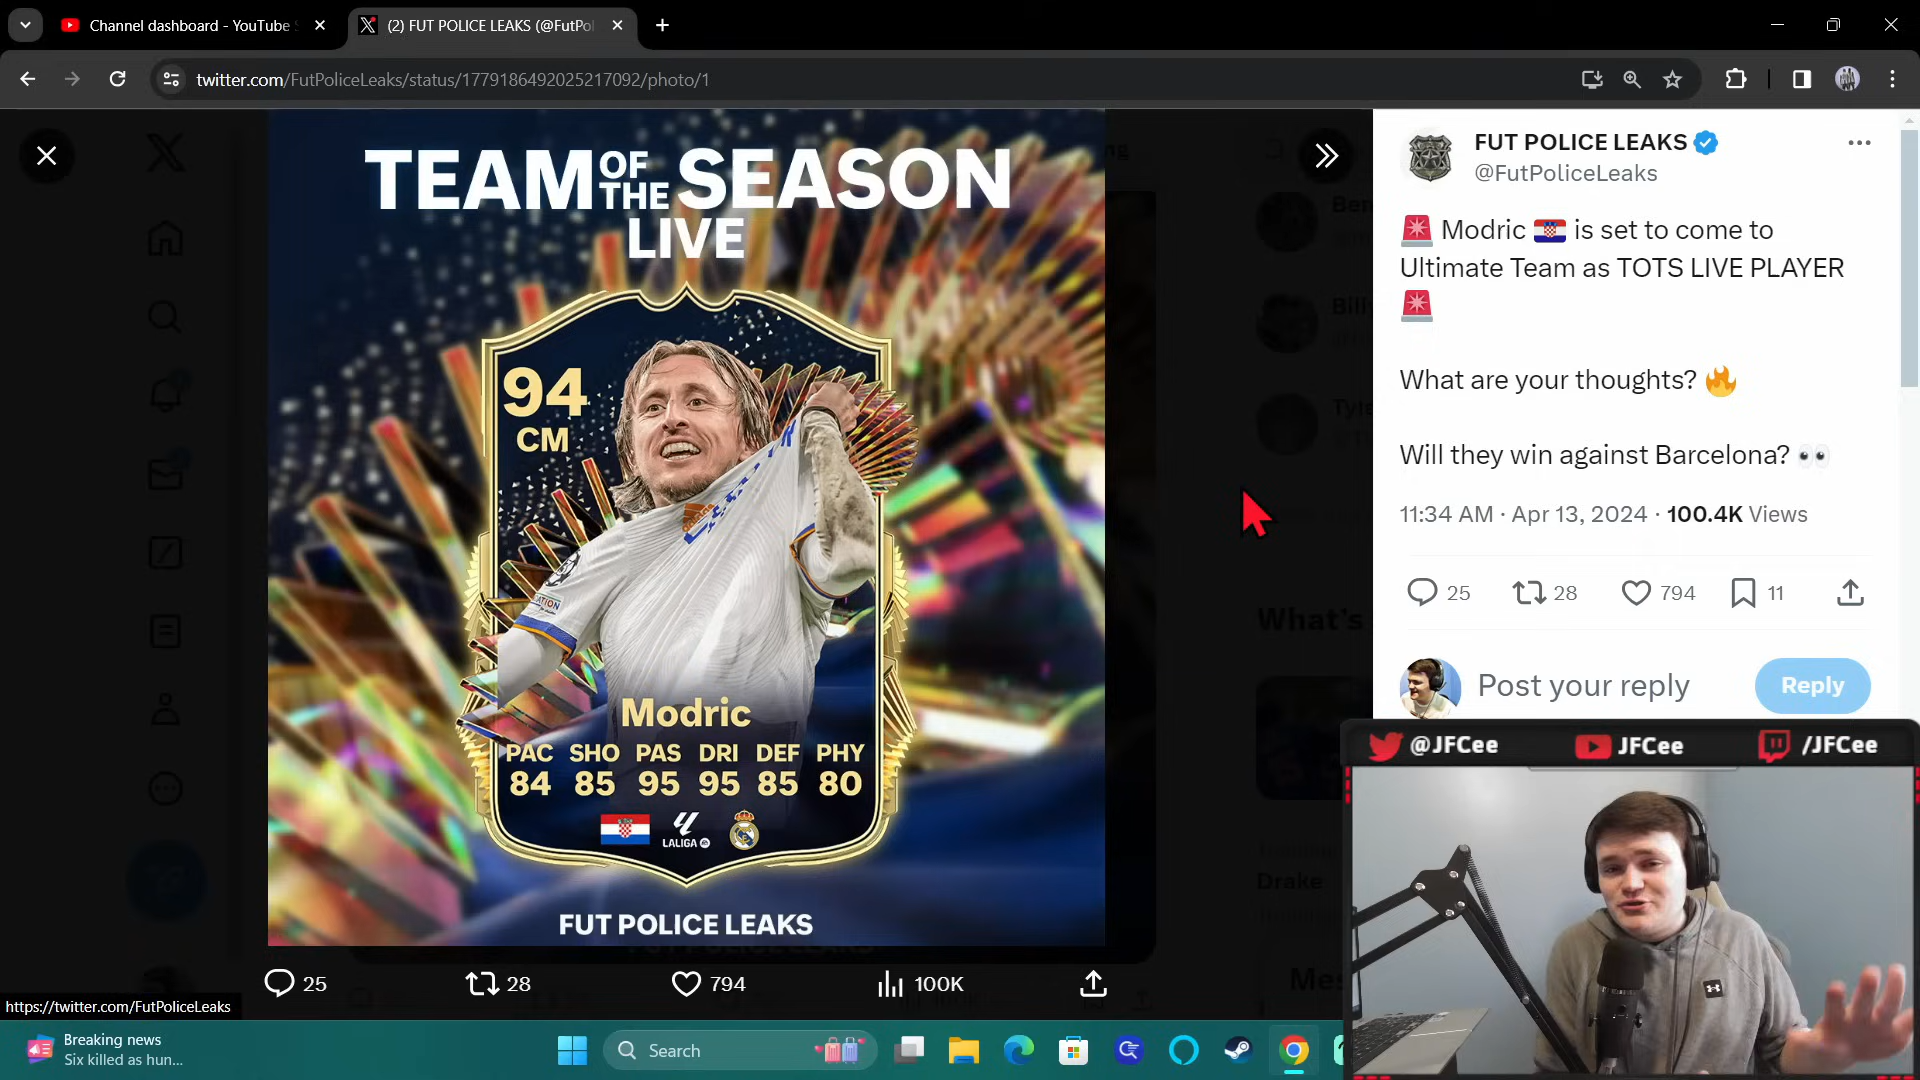 Channel dashboard - YouTube
(2) FUT POLICE LEAKS (@FutPol
twitter.com/FutPoliceLeaks/status/1779186492025217092/photo/1
TEAM OF THE SEASON
LIVE
94
CM
Modric
PAC SHO PAS DRI DEF PHY
84 85 95 95 85 80
LALIGA
FUT POLICE LEAKS
25
28
794
100K
https://twitter.com/FutPoliceLeaks
FUT POLICE LEAKS
@FutPoliceLeaks
🚨 Modric 🇭🇷 is set to come to
Ultimate Team as TOTS LIVE PLAYER
🚨
What are your thoughts? 🔥
Will they win against Barcelona? 👀
11:34 AM · Apr 13, 2024 · 100.4K Views
25
28
794
11
Post your reply
Reply
What's
Drake
@JFCee
JFCee
/JFCee
Breaking news
Six killed as hun...
Search